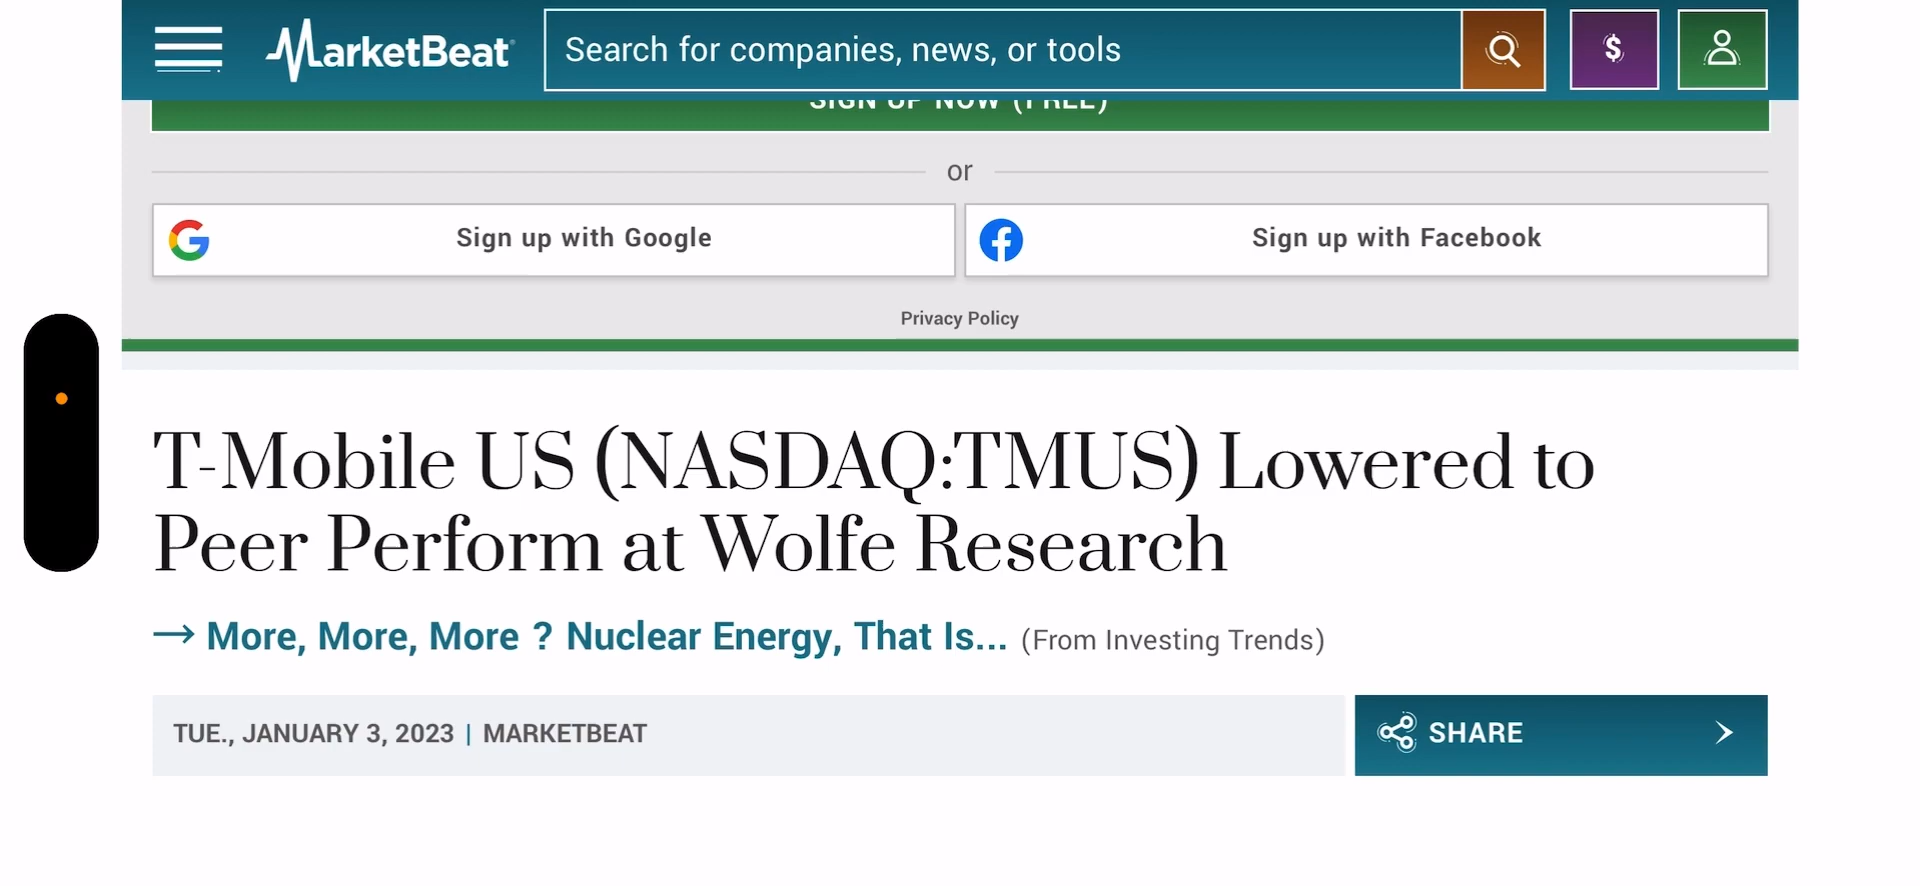 MarketBeat
Search for companies, news, or tools
$
SIGN UP NOW (FREE)
or
Sign up with Google
Sign up with Facebook
Privacy Policy
T-Mobile US (NASDAQ:TMUS) Lowered to
Peer Perform at Wolfe Research
→ More, More, More ? Nuclear Energy, That Is... (From Investing Trends)
TUE., JANUARY 3, 2023 | MARKETBEAT
SHARE